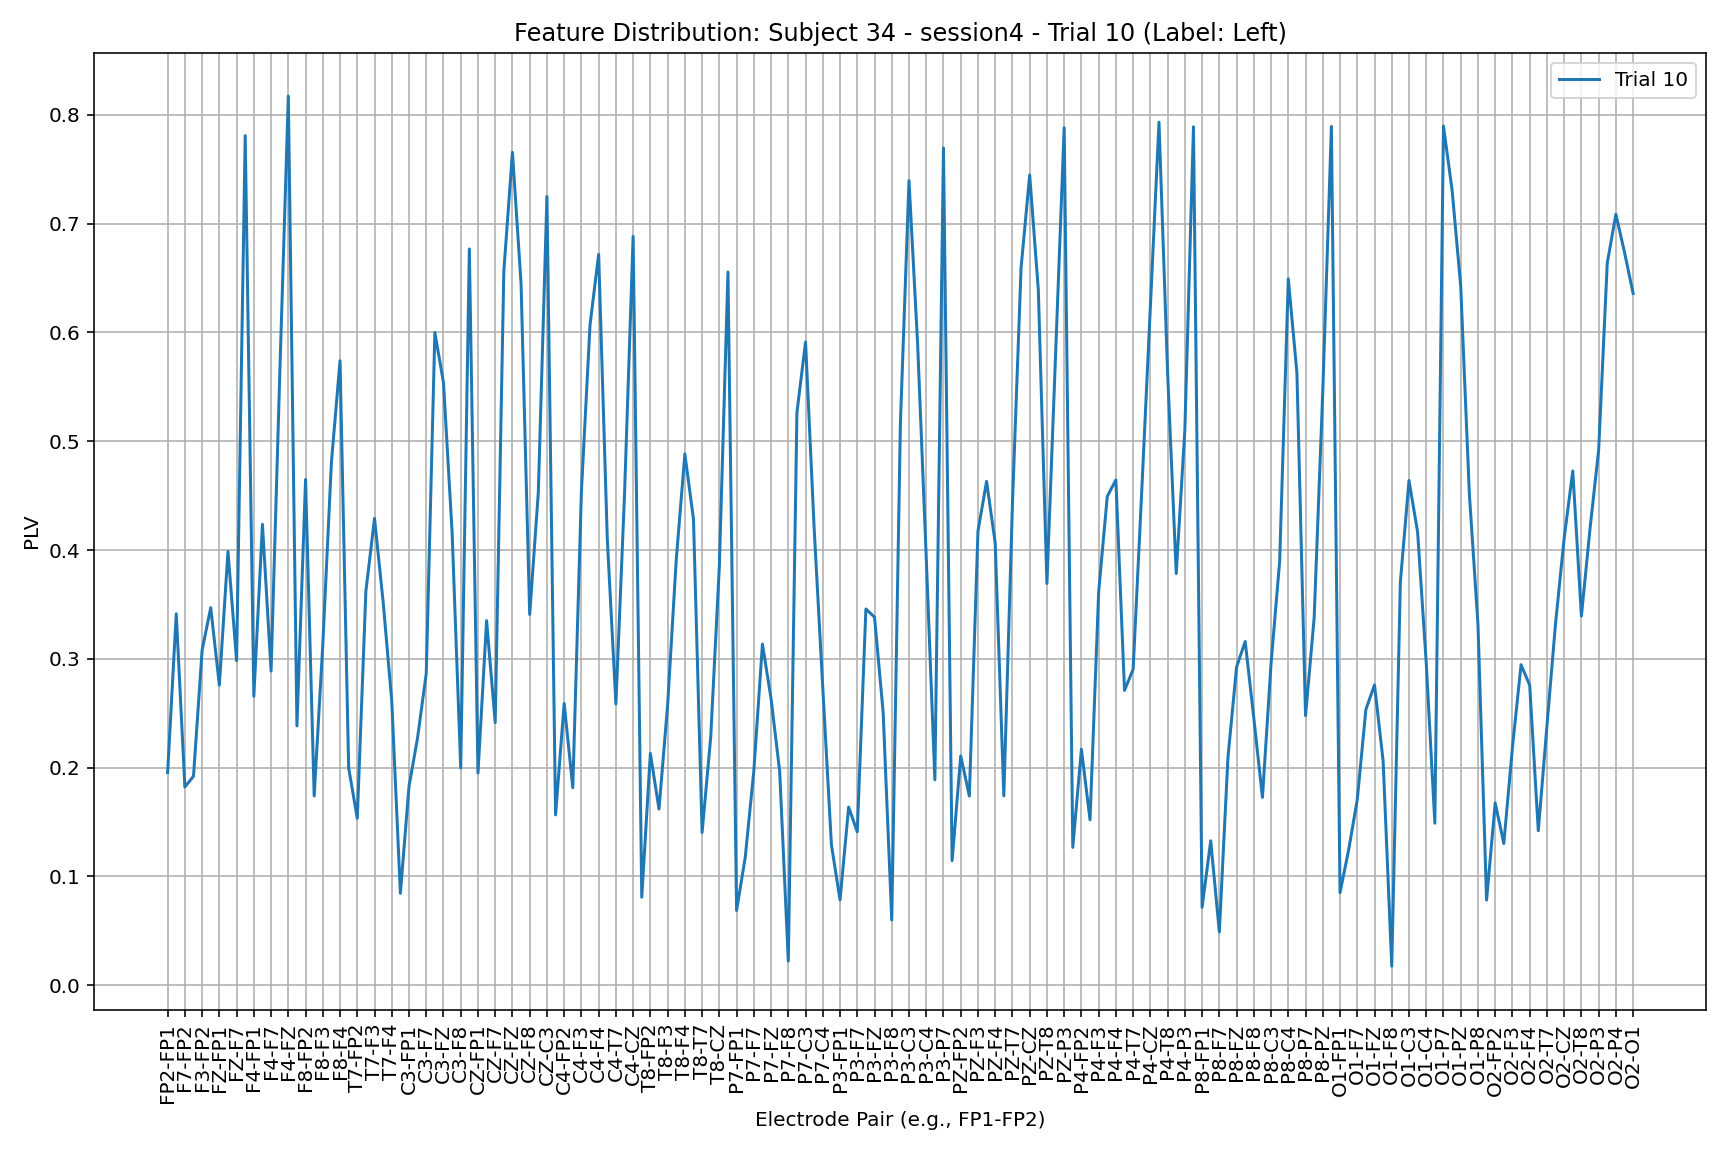 Feature Distribution: Subject 34 - session4 - Trial 10 (Label: Left)
Trial 10
PLV
0.8
0.7
0.6
0.5
0.4
0.3
0.2
0.1
0.0
FP2-FP1
F7-FP2
F3-FP2
FZ-FP1
FZ-F7
F4-FP1
F4-F7
F4-FZ
F8-FP2
F8-F3
F8-F4
T7-FP2
T7-F3
T7-F4
C3-FP1
C3-F7
C3-FZ
C3-F8
CZ-FP1
CZ-F7
CZ-FZ
CZ-F8
CZ-C3
C4-FP2
C4-F3
C4-F4
C4-T7
C4-CZ
T8-FP2
T8-F3
T8-F4
T8-T7
T8-CZ
P7-FP1
P7-F7
P7-FZ
P7-F8
P7-C3
P7-C4
P3-FP1
P3-F7
P3-FZ
P3-F8
P3-C3
P3-C4
P3-P7
PZ-FP2
PZ-F3
PZ-F4
PZ-T7
PZ-CZ
PZ-T8
PZ-P3
P4-FP2
P4-F3
P4-F4
P4-T7
P4-CZ
P4-T8
P4-P3
P8-FP1
P8-F7
P8-FZ
P8-F8
P8-C3
P8-C4
P8-P7
P8-PZ
O1-FP1
O1-F7
O1-FZ
O1-F8
O1-C3
O1-C4
O1-P7
O1-PZ
O1-P8
O2-FP2
O2-F3
O2-F4
O2-T7
O2-CZ
O2-T8
O2-P3
O2-P4
O2-O1
Electrode Pair (e.g., FP1-FP2)